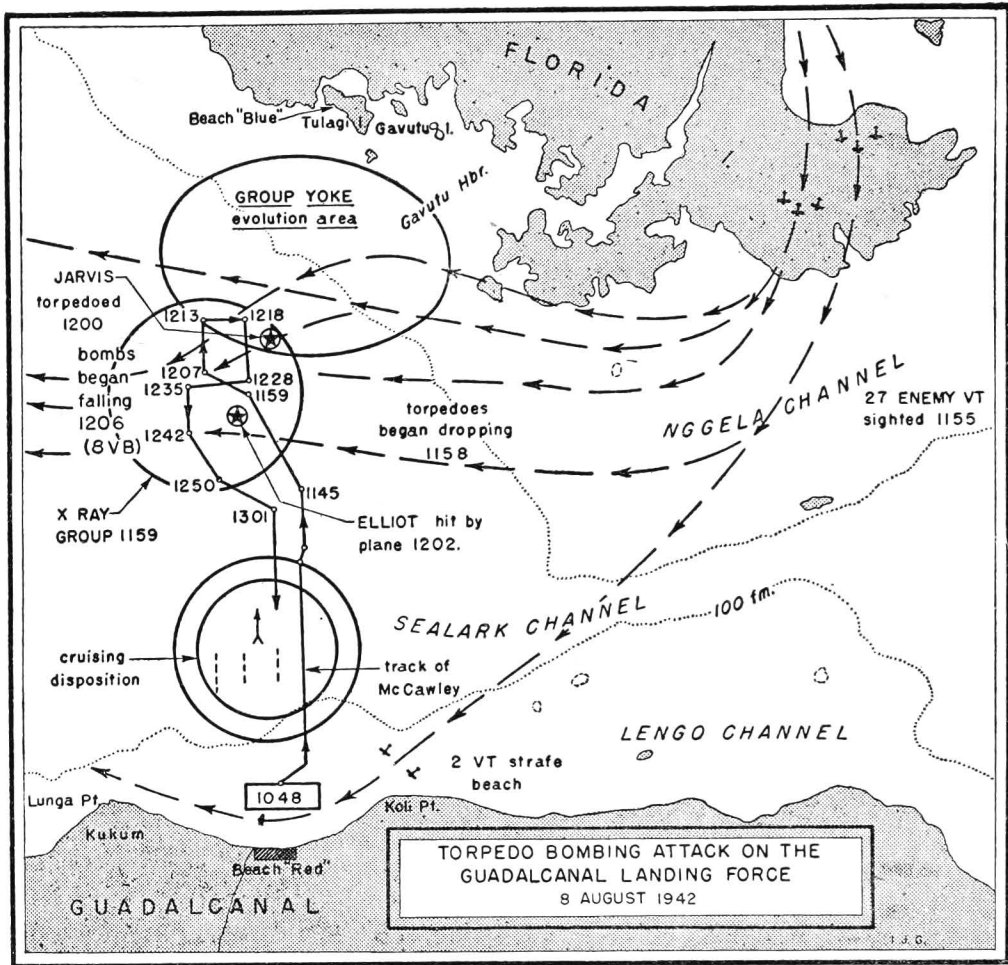 FLORIDA
Beach "Blue"
Tulagi I.
Gavutu I.
GROUP YOKE
evolution area
Gavutu Hbr.
JARVIS
torpedoed
1200
1213
1218
bombs
began
falling
1206
(8VB)
1207
1235
1228
1159
1242
torpedoes
began dropping
1158
NGGELA CHANNEL
27 ENEMY VT
sighted 1155
1250
1145
1301
X RAY
GROUP 1159
ELLIOT hit by
plane 1202.
SEALARK CHANNEL
100 fm.
cruising
disposition
track of
McCawley
LENGO CHANNEL
2 VT strafe
beach
Lunga Pt.
1048
Koli Pt.
Kukum
Beach "Red"
GUADALCANAL
TORPEDO BOMBING ATTACK ON THE
GUADALCANAL LANDING FORCE
8 AUGUST 1942